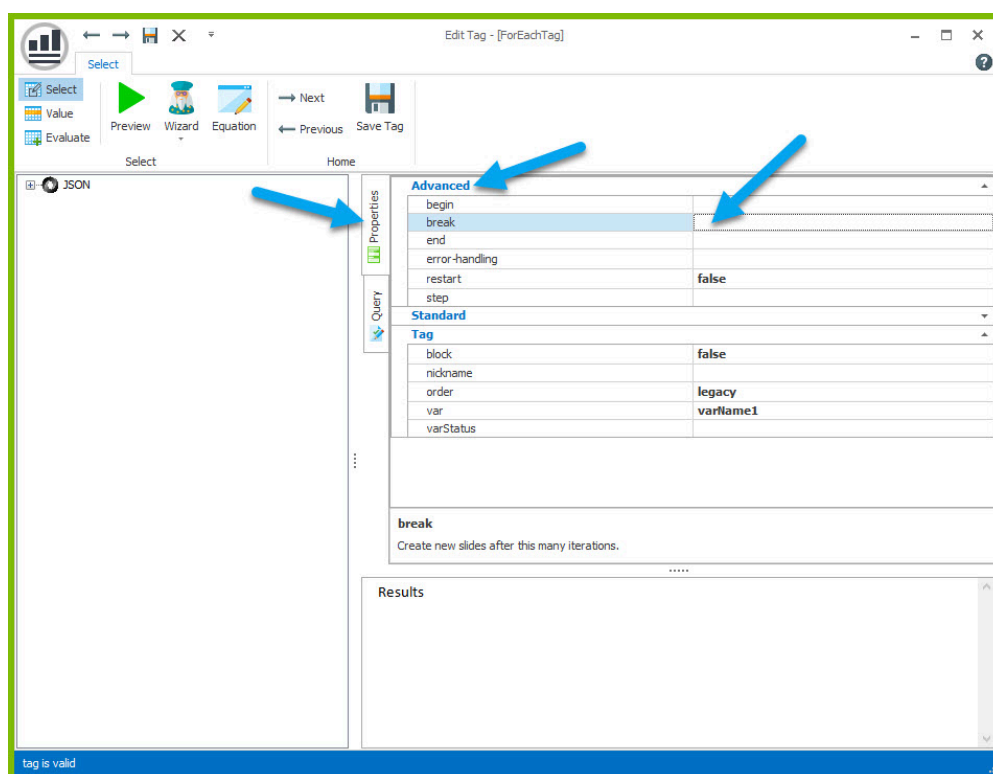 Edit Tag - [ForEachTag]
Select
Select
Value
Evaluate
Preview
Wizard
Equation
Next
Previous
Save Tag
Select
Home
JSON
Properties
Query
Advanced
begin
break
end
error-handling
restart false
step
Standard
Tag
block false
nickname
order legacy
var varName1
varStatus
break
Create new slides after this many iterations.
Results
tag is valid